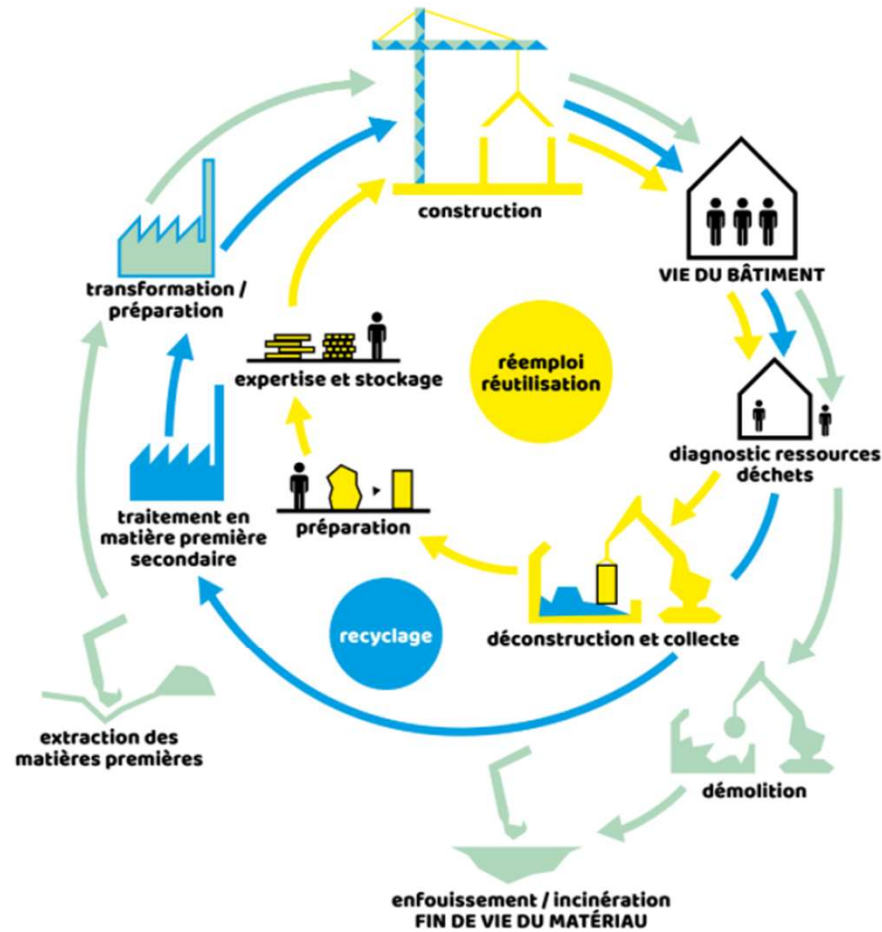 construction
VIE DU BÂTIMENT
transformation /
préparation
expertise et stockage
réemploi
réutilisation
diagnostic ressources
déchets
traitement en
matière première
secondaire
préparation
recyclage
déconstruction et collecte
extraction des
matières premières
démolition
enfouissement / incinération
FIN DE VIE DU MATÉRIAU